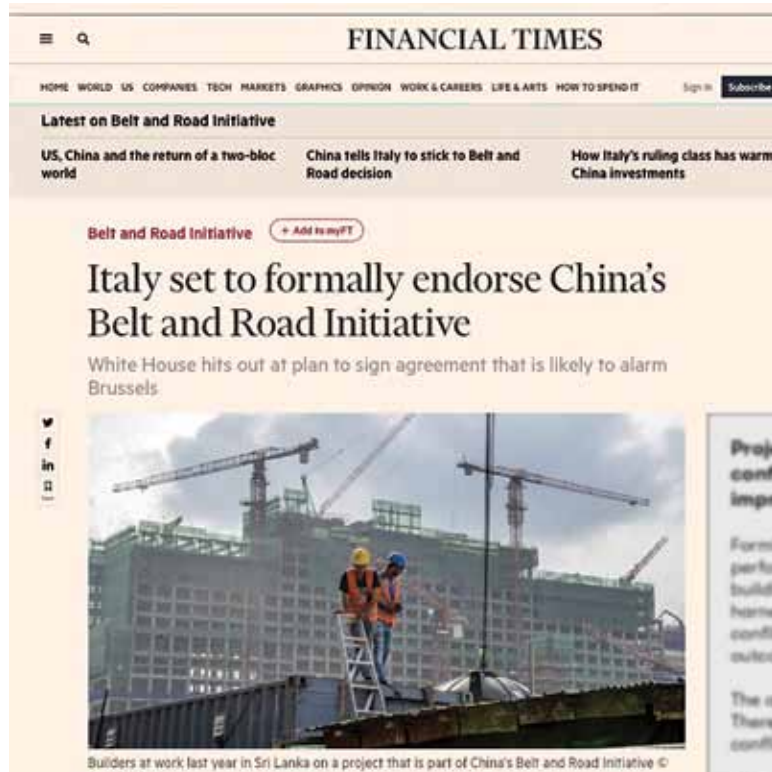 FINANCIAL TIMES
HOME WORLD US COMPANIES TECH MARKETS GRAPHICS OPINION WORK & CAREERS LIFE & ARTS HOW TO SPEND IT Sign In Subscribe
Latest on Belt and Road Initiative
US, China and the return of a two-bloc
world
China tells Italy to stick to Belt and
Road decision
How Italy's ruling class has warm
China investments
Belt and Road Initiative + Add to myFT
Italy set to formally endorse China's
Belt and Road Initiative
White House hits out at plan to sign agreement that is likely to alarm
Brussels
Builders at work last year in Sri Lanka on a project that is part of China's Belt and Road Initiative ©